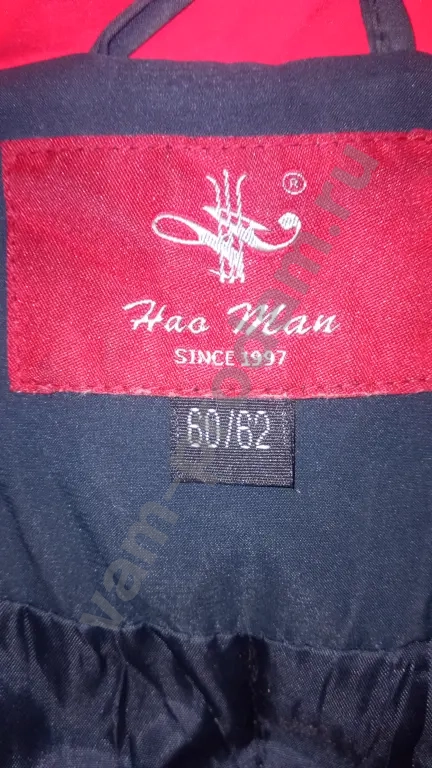 ®
Hao Man
SINCE 1997
60/62